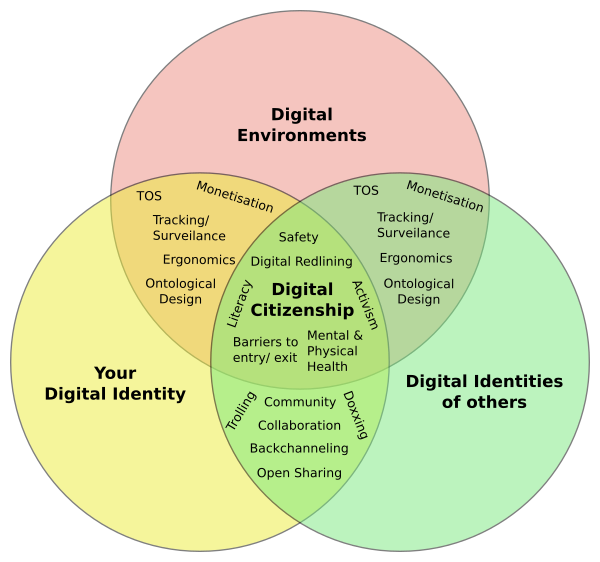 Digital
Environments
TOS
Monetisation
Tracking/
Surveilance
Ergonomics
Ontological
Design
TOS
Monetisation
Tracking/
Surveilance
Ergonomics
Ontological
Design
Safety
Digital Redlining
Literacy
Digital
Citizenship
Activism
Barriers to
entry/ exit
Mental &
Physical
Health
Your
Digital Identity
Digital Identities
of others
Trolling
Community
Doxxing
Collaboration
Backchanneling
Open Sharing